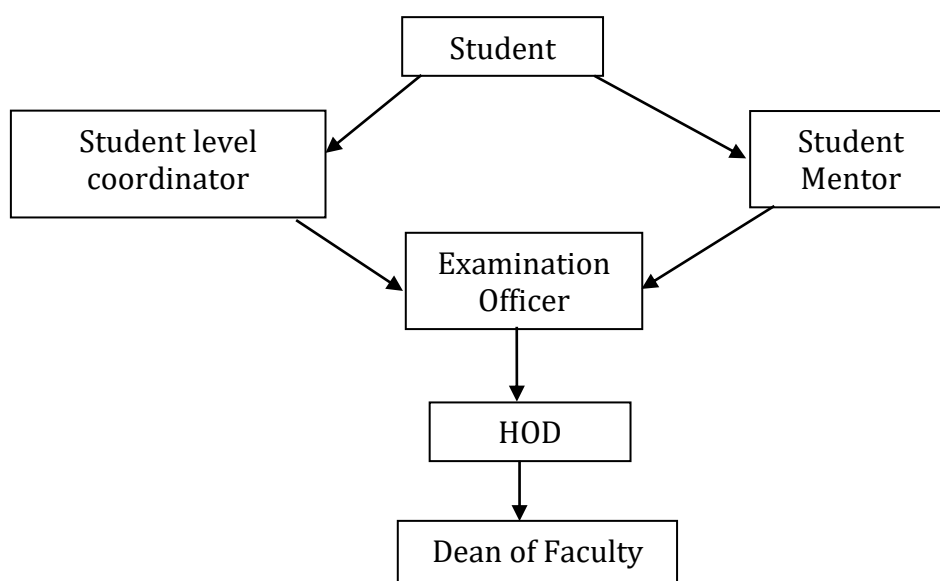 Student
Student level
coordinator
Student
Mentor
Examination
Officer
HOD
Dean of Faculty